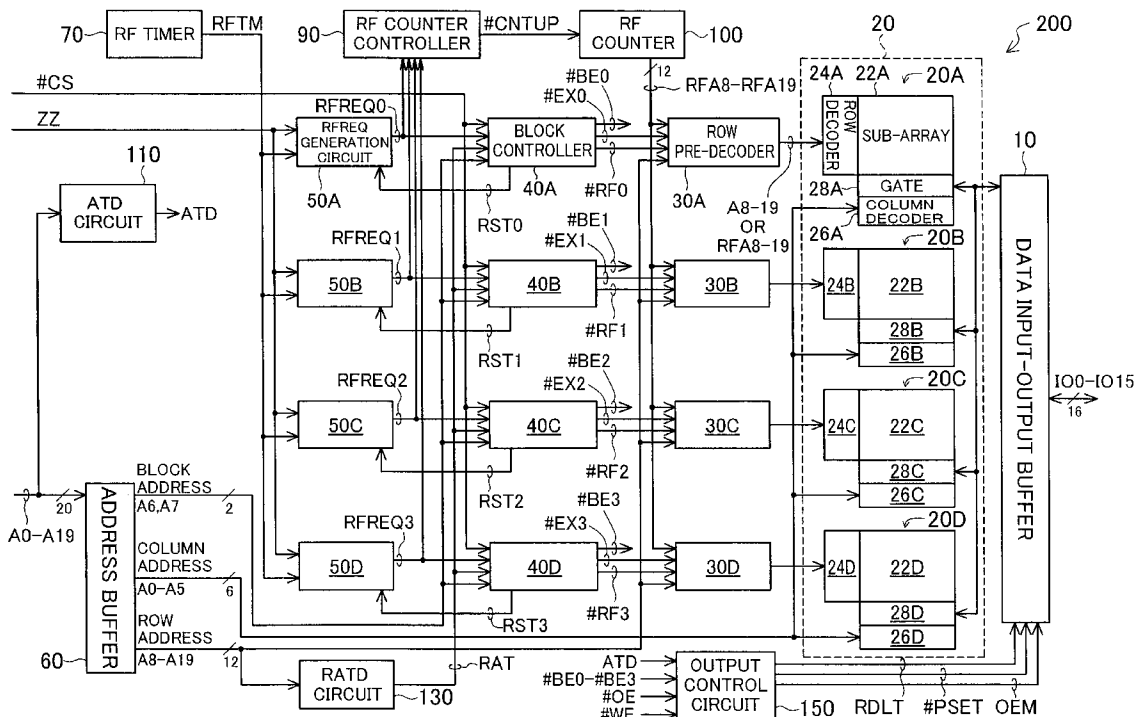 70
RF TIMER
RFTM
90
RF COUNTER
CONTROLLER
#CNTUP
RF
COUNTER
100
20
200
#CS
ZZ
RFREQ0
RFREQ
GENERATION
CIRCUIT
50A
#BE0
#EX0
BLOCK
CONTROLLER
40A
#RF0
12
RFA8-RFA19
ROW
PRE-DECODER
30A
24A
22A
20A
ROW
DECODER
SUB-ARRAY
28A
GATE
COLUMN
DECODER
26A
10
110
ATD
CIRCUIT
ATD
RST0
A8-19
OR
RFA8-19
RFREQ1
50B
#BE1
#EX1
40B
#RF1
RST1
30B
20B
24B
22B
28B
26B
DATA INPUT-OUTPUT BUFFER
IO0-IO15
16
RFREQ2
50C
#BE2
#EX2
40C
#RF2
RST2
30C
20C
24C
22C
28C
26C
A0-A19
20
ADDRESS BUFFER
60
BLOCK
ADDRESS
A6,A7
2
COLUMN
ADDRESS
A0-A5
6
ROW
ADDRESS
A8-A19
12
RFREQ3
50D
#BE3
#EX3
40D
#RF3
RST3
30D
20D
24D
22D
28D
26D
RATD
CIRCUIT
130
RAT
ATD
#BE0-#BE3
#OE
#WE
OUTPUT
CONTROL
CIRCUIT
150
RDLT
#PSET
OEM